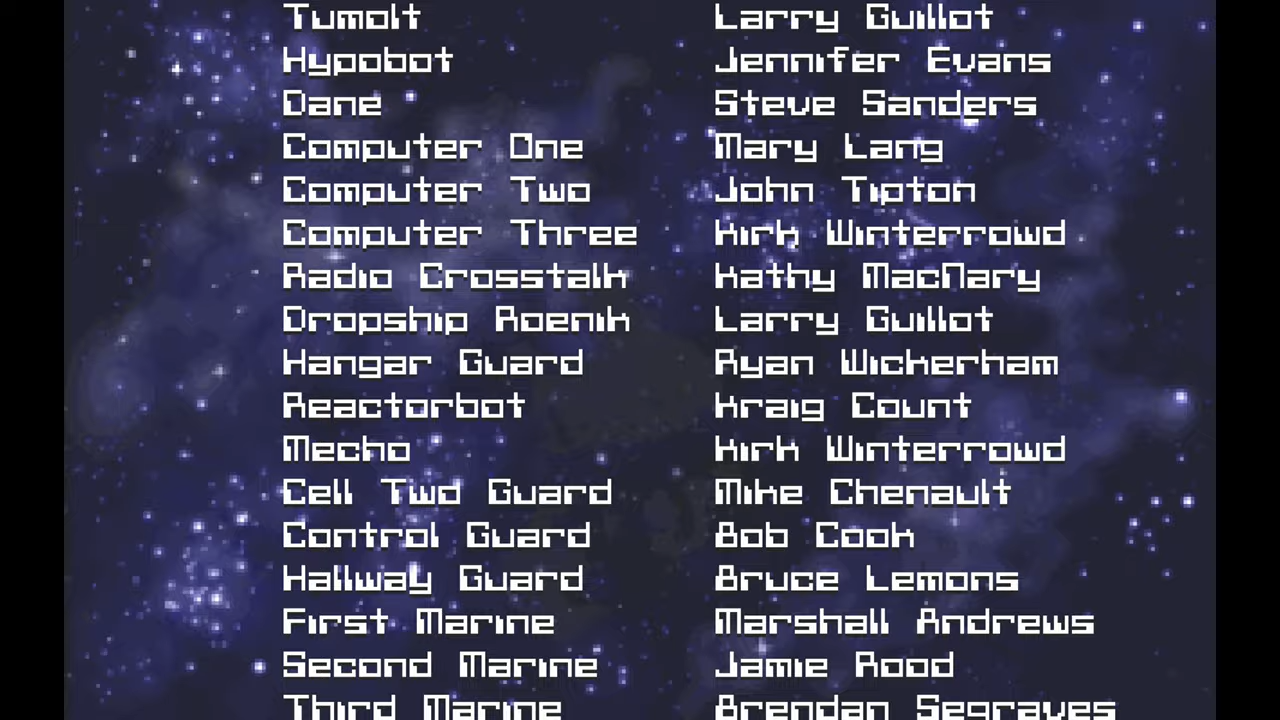 Tumolt Larry Guillot
Hypobot Jennifer Evans
Dane Steve Sanders
Computer One Mary Lang
Computer Two John Tipton
Computer Three Kirk Winterrowd
Radio Crosstalk Kathy MacNary
Dropship Roenik Larry Guillot
Hangar Guard Ryan Wickerham
Reactorbot Kraig Count
Mecho Kirk Winterrowd
Cell Two Guard Mike Chenault
Control Guard Bob Cook
Hallway Guard Bruce Lemons
First Marine Marshall Andrews
Second Marine Jamie Rood
Third Marine Brendan Segraves